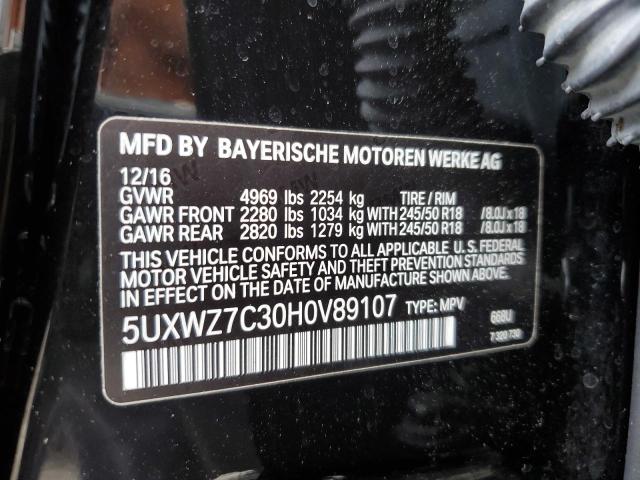 MFD BY BAYERISCHE MOTOREN WERKE AG
12/16
GVWR 4969 lbs 2254 kg TIRE / RIM
GAWR FRONT 2280 lbs 1034 kg WITH 245/50 R18 /8.0J x 18
GAWR REAR 2820 lbs 1279 kg WITH 245/50 R18 /8.0J x 18
THIS VEHICLE CONFORMS TO ALL APPLICABLE U. S. FEDERAL
MOTOR VEHICLE SAFETY AND THEFT PREVENTION STANDARDS
IN EFFECT ON THE DATE OF MANUFACTURE SHOWN ABOVE.
5UXWZ7C30H0V89107 TYPE: MPV 668U
7 320 730